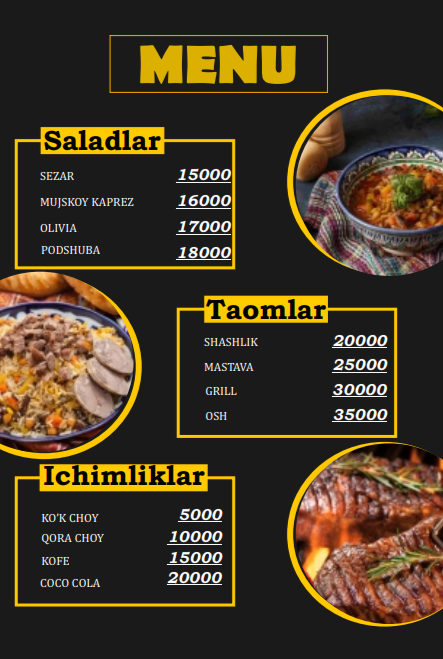 MENU
Saladlar
SEZAR 15000
MUJSKOY KAPREZ 16000
OLIVIA 17000
PODSHUBA 18000
Taomlar
SHASHLIK 20000
MASTAVA 25000
GRILL 30000
OSH 35000
Ichimliklar
KO'K CHOY 5000
QORA CHOY 10000
KOFE 15000
COCO COLA 20000